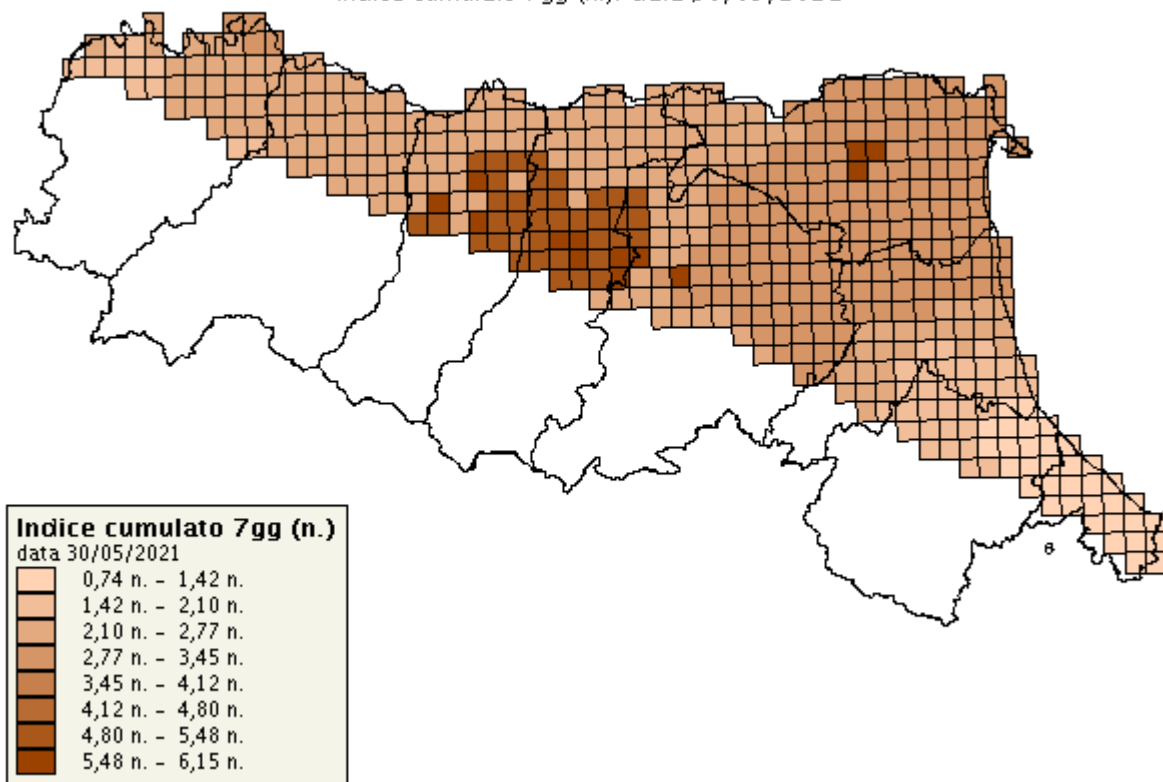 Indice cumulato 7gg (n.)
data 30/05/2021
0,74 n. - 1,42 n.
1,42 n. - 2,10 n.
2,10 n. - 2,77 n.
2,77 n. - 3,45 n.
3,45 n. - 4,12 n.
4,12 n. - 4,80 n.
4,80 n. - 5,48 n.
5,48 n. - 6,15 n.